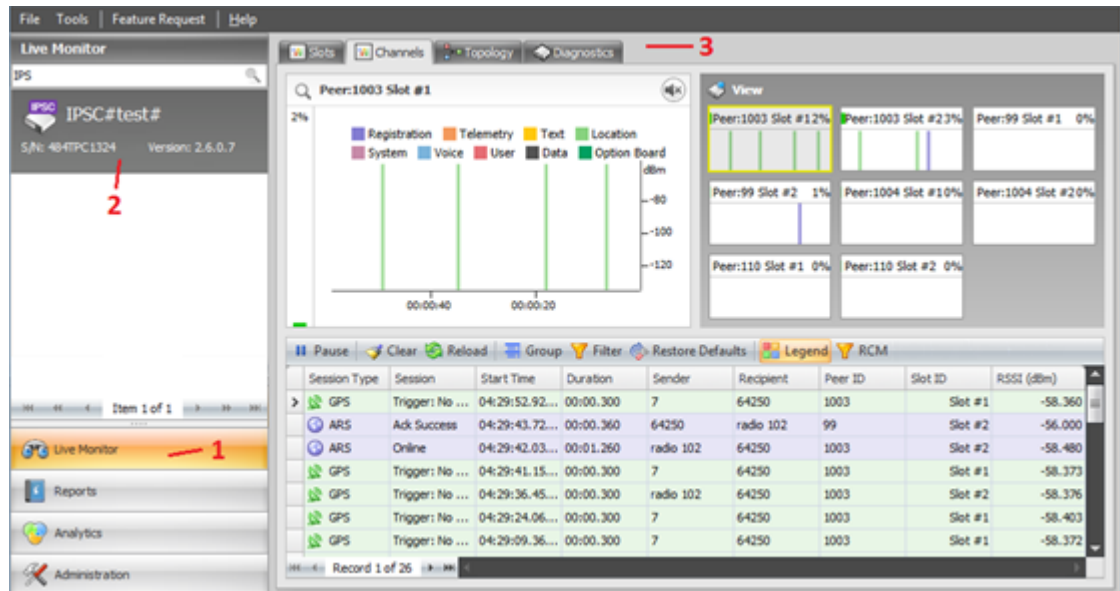 File Tools Feature Request Help
Live Monitor
IPS
IPSC
IPSC#test#
S/N: 484TPC1324 Version: 2.6.0.7
2
Item 1 of 1
Live Monitor
1
Reports
Analytics
Administration
Slots Channels Topology Diagnostics
3
Peer:1003 Slot #1
2%
Registration Telemetry Text Location
System Voice User Data Option Board
dBm
-80
-100
-120
00:00:40 00:00:20
View
Peer:1003 Slot #12% Peer:1003 Slot #23% Peer:99 Slot #1 0%
Peer:99 Slot #2 1% Peer:1004 Slot #10% Peer:1004 Slot #20%
Peer:110 Slot #1 0% Peer:110 Slot #2 0%
Pause Clear Reload Group Filter Restore Defaults Legend RCM
Session Type Session Start Time Duration Sender Recipient Peer ID Slot ID RSSI (dBm)
GPS Trigger: No ... 04:29:52.92... 00:00.300 7 64250 1003 Slot #1 -58.360
ARS Ack Success 04:29:43.72... 00:00.360 64250 radio 102 99 Slot #2 -56.000
ARS Online 04:29:42.03... 00:01.260 radio 102 64250 1003 Slot #2 -58.480
GPS Trigger: No ... 04:29:41.15... 00:00.300 7 64250 1003 Slot #1 -58.373
GPS Trigger: No ... 04:29:36.45... 00:00.300 radio 102 64250 1003 Slot #2 -58.376
GPS Trigger: No ... 04:29:24.06... 00:00.300 7 64250 1003 Slot #1 -58.403
GPS Trigger: No ... 04:29:09.36... 00:00.300 7 64250 1003 Slot #1 -58.372
Record 1 of 26